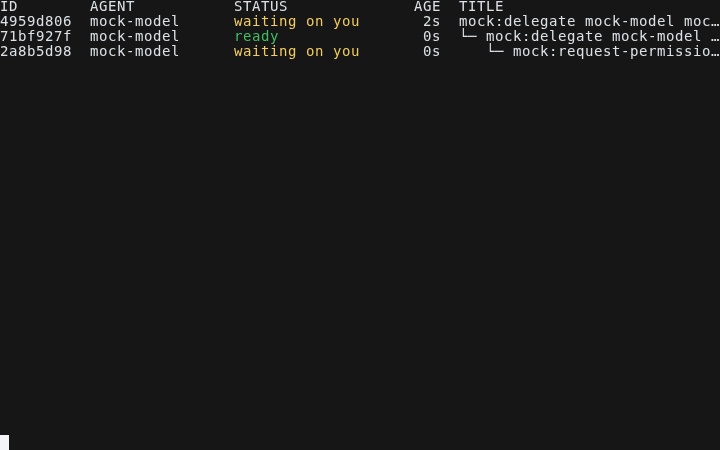 ID        AGENT           STATUS              AGE  TITLE
4959d806  mock-model      waiting on you       2s  mock:delegate mock-model moc…
71bf927f  mock-model      ready                0s  └─ mock:delegate mock-model …
2a8b5d98  mock-model      waiting on you       0s     └─ mock:request-permissio…